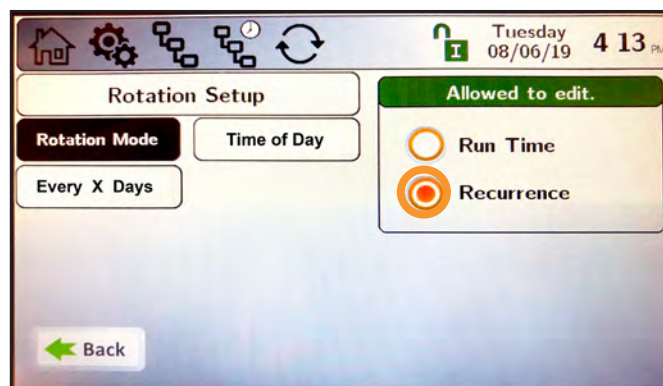 I
Tuesday
08/06/19
4 13 PM
Rotation Setup
Allowed to edit.
Rotation Mode
Time of Day
Run Time
Every X Days
Recurrence
Back